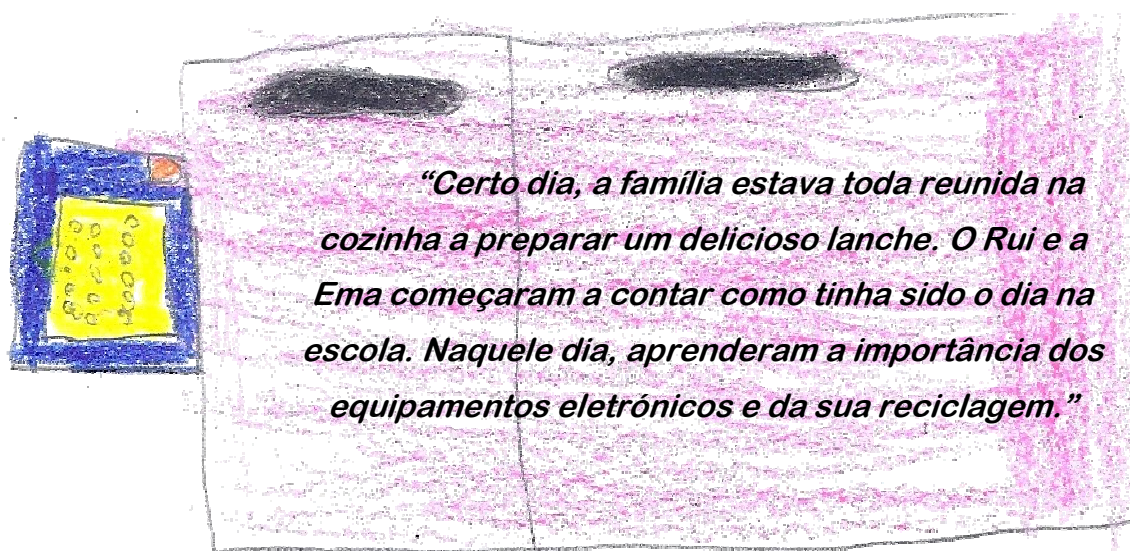 “Certo dia, a família estava toda reunida na
cozinha a preparar um delicioso lanche. O Rui e a
Ema começaram a contar como tinha sido o dia na
escola. Naquele dia, aprenderam a importância dos
equipamentos eletrónicos e da sua reciclagem.”